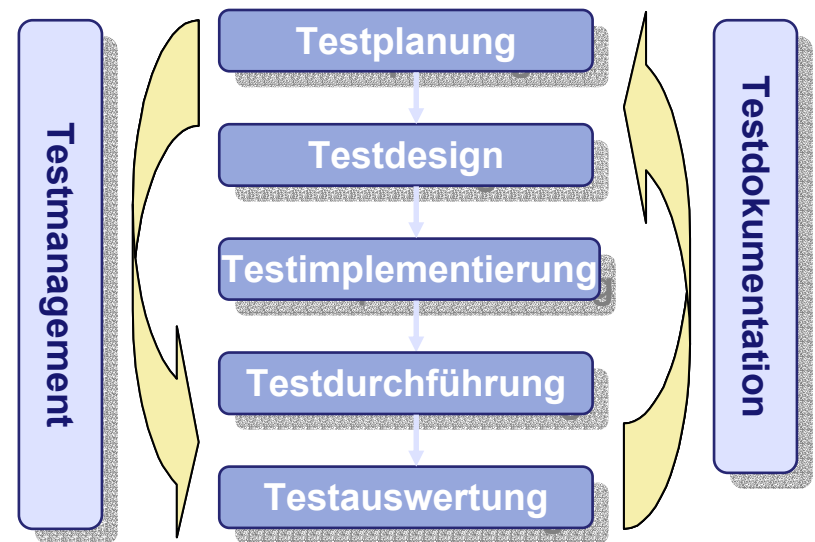 Testmanagement
Testplanung
Testdesign
Testimplementierung
Testdurchführung
Testauswertung
Testdokumentation